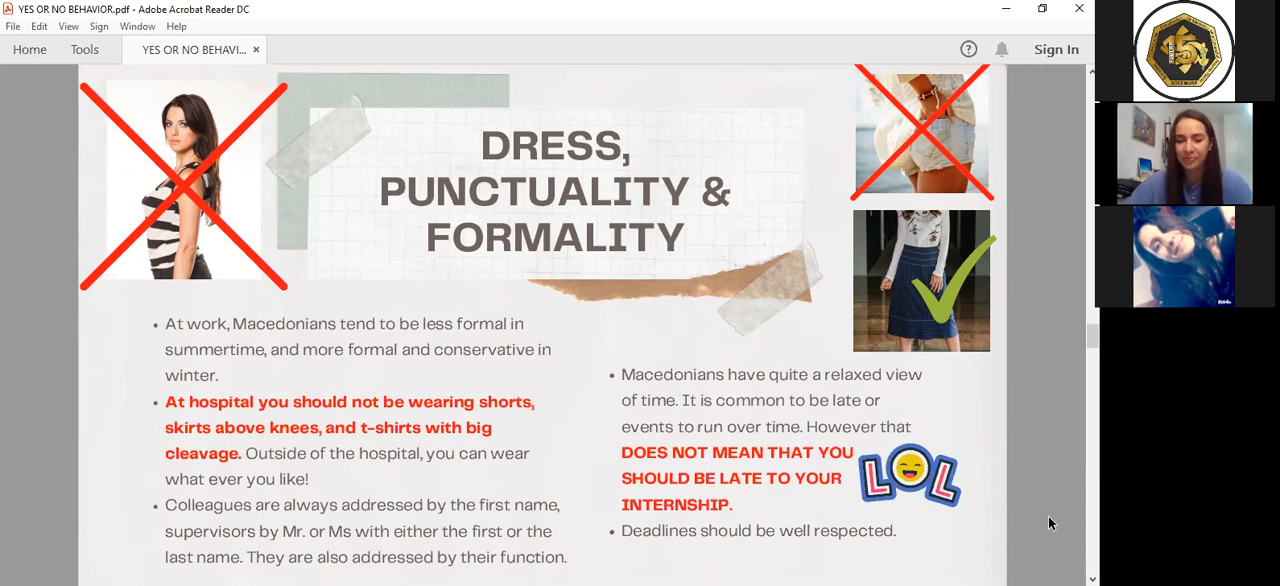 YES OR NO BEHAVIOR.pdf - Adobe Acrobat Reader DC
File Edit View Sign Window Help
Home Tools YES OR NO BEHAVI... × Sign In
DRESS,
PUNCTUALITY &
FORMALITY
• At work, Macedonians tend to be less formal in
summertime, and more formal and conservative in
winter.
• At hospital you should not be wearing shorts,
skirts above knees, and t-shirts with big
cleavage. Outside of the hospital, you can wear
what ever you like!
• Colleagues are always addressed by the first name,
supervisors by Mr. or Ms with either the first or the
last name. They are also addressed by their function.
• Macedonians have quite a relaxed view
of time. It is common to be late or
events to run over time. However that
DOES NOT MEAN THAT YOU
SHOULD BE LATE TO YOUR
INTERNSHIP.
• Deadlines should be well respected.
LOL
15